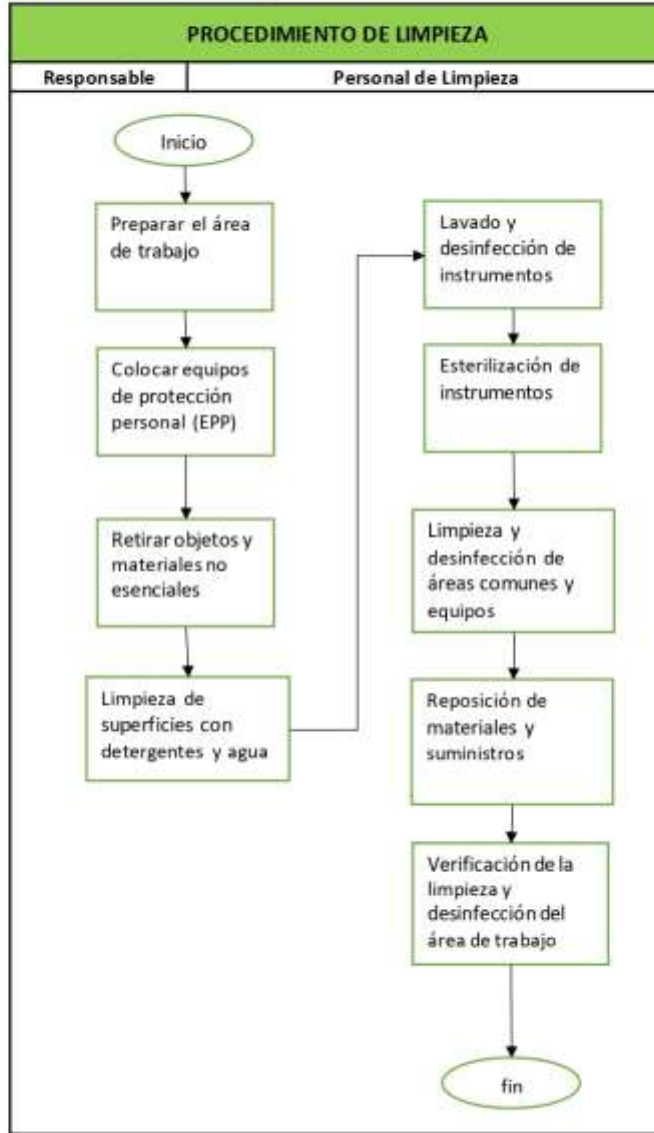 PROCEDIMIENTO DE LIMPIEZA
Responsable
Personal de Limpieza
Inicio
Preparar el área
de trabajo
Colocar equipos
de protección
personal (EPP)
Retirar objetos y
materiales no
esenciales
Limpieza de
superficies con
detergentes y agua
Lavado y
desinfección de
instrumentos
Esterilización de
instrumentos
Limpieza y
desinfección de
áreas comunes y
equipos
Reposición de
materiales y
suministros
Verificación de la
limpieza y
desinfección del
área de trabajo
fin